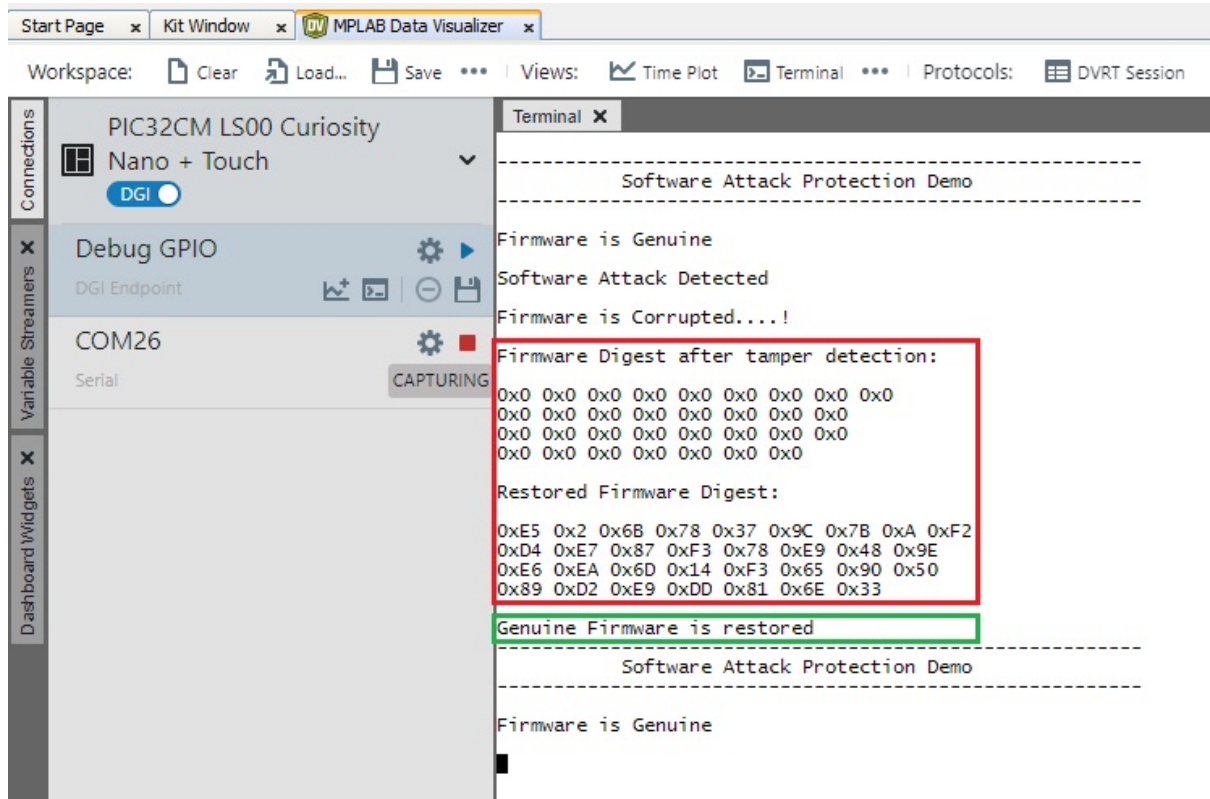 Start Page x Kit Window x DV MPLAB Data Visualizer x
Workspace: Clear Load... Save ••• Views: Time Plot Terminal ••• Protocols: DVRT Session
Connections
Variable Streamers
Dashboard Widgets
PIC32CM LS00 Curiosity
Nano + Touch
DGI
Debug GPIO
DGI Endpoint
COM26
Serial CAPTURING
Terminal X
--------------------------------------------------------
Software Attack Protection Demo
--------------------------------------------------------
Firmware is Genuine
Software Attack Detected
Firmware is Corrupted....!
Firmware Digest after tamper detection:
0x0 0x0 0x0 0x0 0x0 0x0 0x0 0x0 0x0
0x0 0x0 0x0 0x0 0x0 0x0 0x0 0x0
0x0 0x0 0x0 0x0 0x0 0x0 0x0 0x0
0x0 0x0 0x0 0x0 0x0 0x0 0x0
Restored Firmware Digest:
0xE5 0x2 0x6B 0x78 0x37 0x9C 0x7B 0xA 0xF2
0xD4 0xE7 0x87 0xF3 0x78 0xE9 0x48 0x9E
0xE6 0xEA 0x6D 0x14 0xF3 0x65 0x90 0x50
0x89 0xD2 0xE9 0xDD 0x81 0x6E 0x33
Genuine Firmware is restored
--------------------------------------------------------
Software Attack Protection Demo
--------------------------------------------------------
Firmware is Genuine